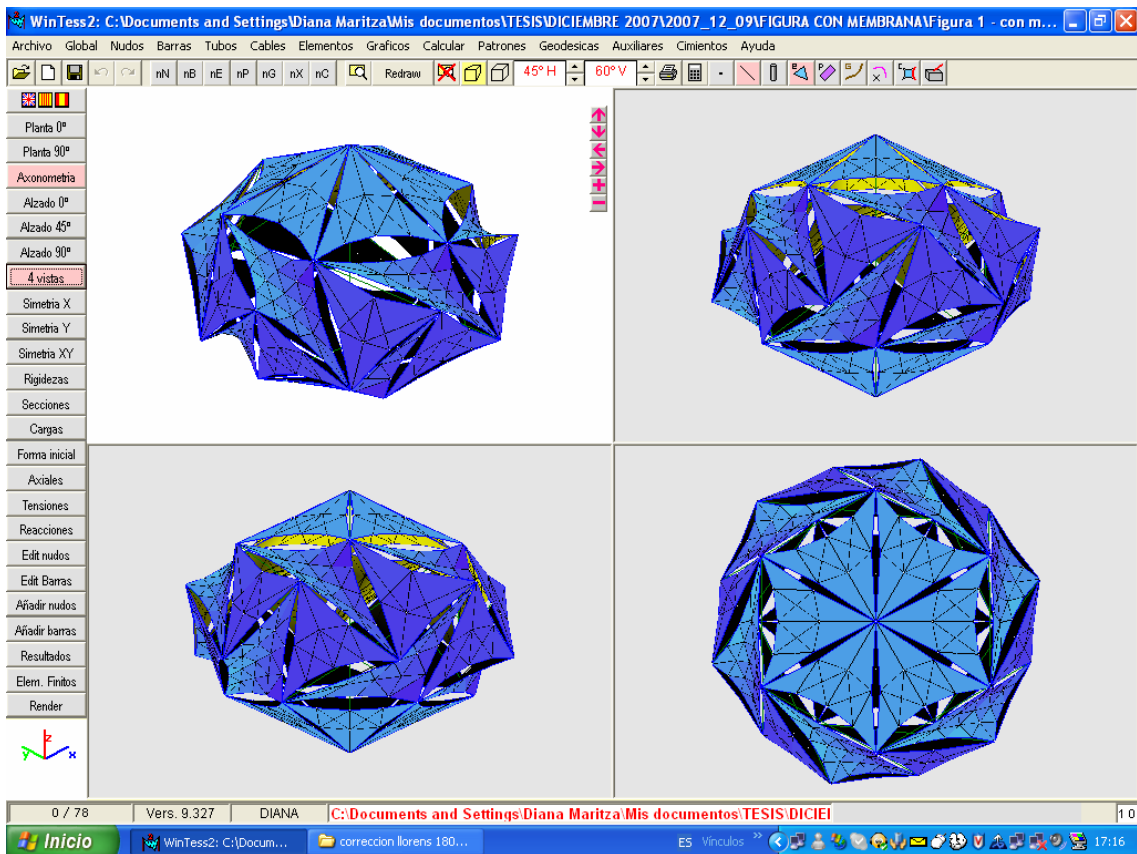 WinTess2: C:\Documents and Settings\Diana Maritza\Mis documentos\TESIS\DICIEMBRE 2007\2007_12_09\FIGURA CON MEMBRANA\Figura 1 - con m...
Archivo Global Nudos Barras Tubos Cables Elementos Graficos Calcular Patrones Geodesicas Auxiliares Cimientos Ayuda
nN nB nE nP nG nX nC Redraw 45º H 60º V
Planta 0º
Planta 90º
Axonometria
Alzado 0º
Alzado 45º
Alzado 90º
4 vistas
Simetria X
Simetria Y
Simetria XY
Rigidezas
Secciones
Cargas
Forma inicial
Axiales
Tensiones
Reacciones
Edit nudos
Edit Barras
Añadir nudos
Añadir barras
Resultados
Elem. Finitos
Render
z
y x
0 / 78 Vers. 9.327 DIANA C:\Documents and Settings\Diana Maritza\Mis documentos\TESIS\DICIEI 1 0
Inicio WinTess2: C:\Docum... correccion llorens 180... ES Vínculos » 17:16